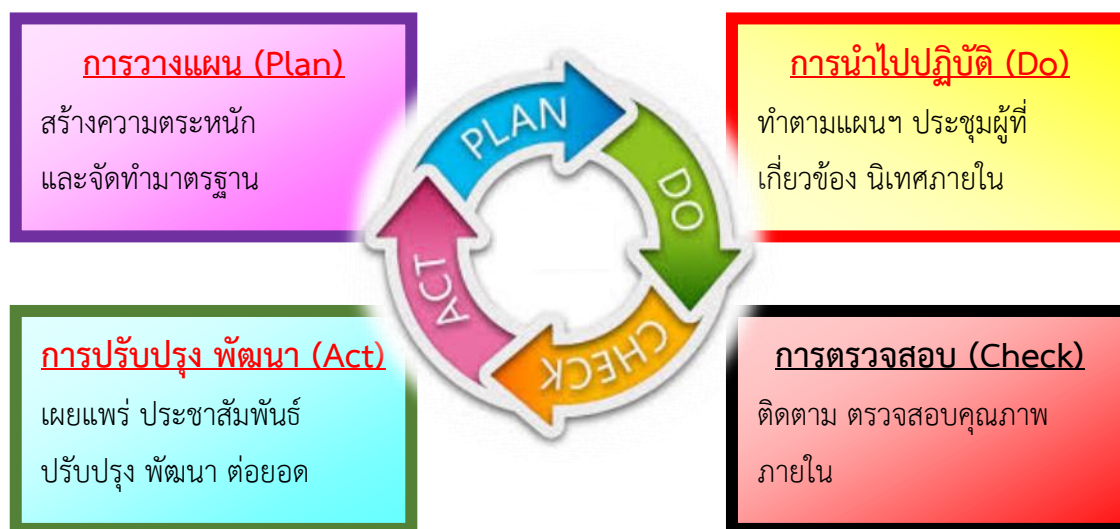 การวางแผน (Plan)
สร้างความตระหนัก
และจัดทำมาตรฐาน
PLAN
DO
CHECK
ACT
การนำไปปฏิบัติ (Do)
ทำตามแผนฯ ประชุมผู้ที่
เกี่ยวข้อง นิเทศภายใน
การปรับปรุง พัฒนา (Act)
เผยแพร่ ประชาสัมพันธ์
ปรับปรุง พัฒนา ต่อยอด
การตรวจสอบ (Check)
ติดตาม ตรวจสอบคุณภาพ
ภายใน